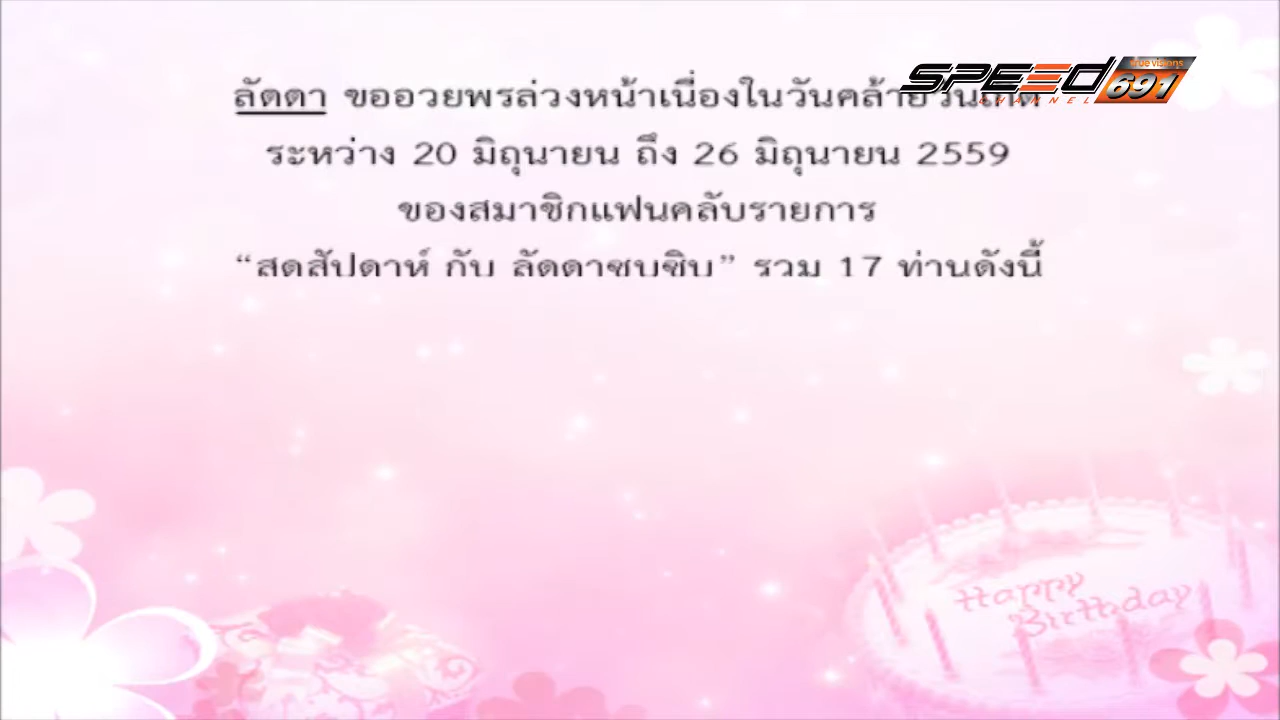 ลัดดา ขออวยพรล่วงหน้าเนื่องในวันคล้าย
ระหว่าง 20 มิถุนายน ถึง 26 มิถุนายน 2559
ของสมาชิกแฟนคลับรายการ
“สดสัปดาห์ กับ ลัดดาซุบซิบ” รวม 17 ท่านดังนี้
SPEED
CHANNEL
true visions
691
Happy
Birthday